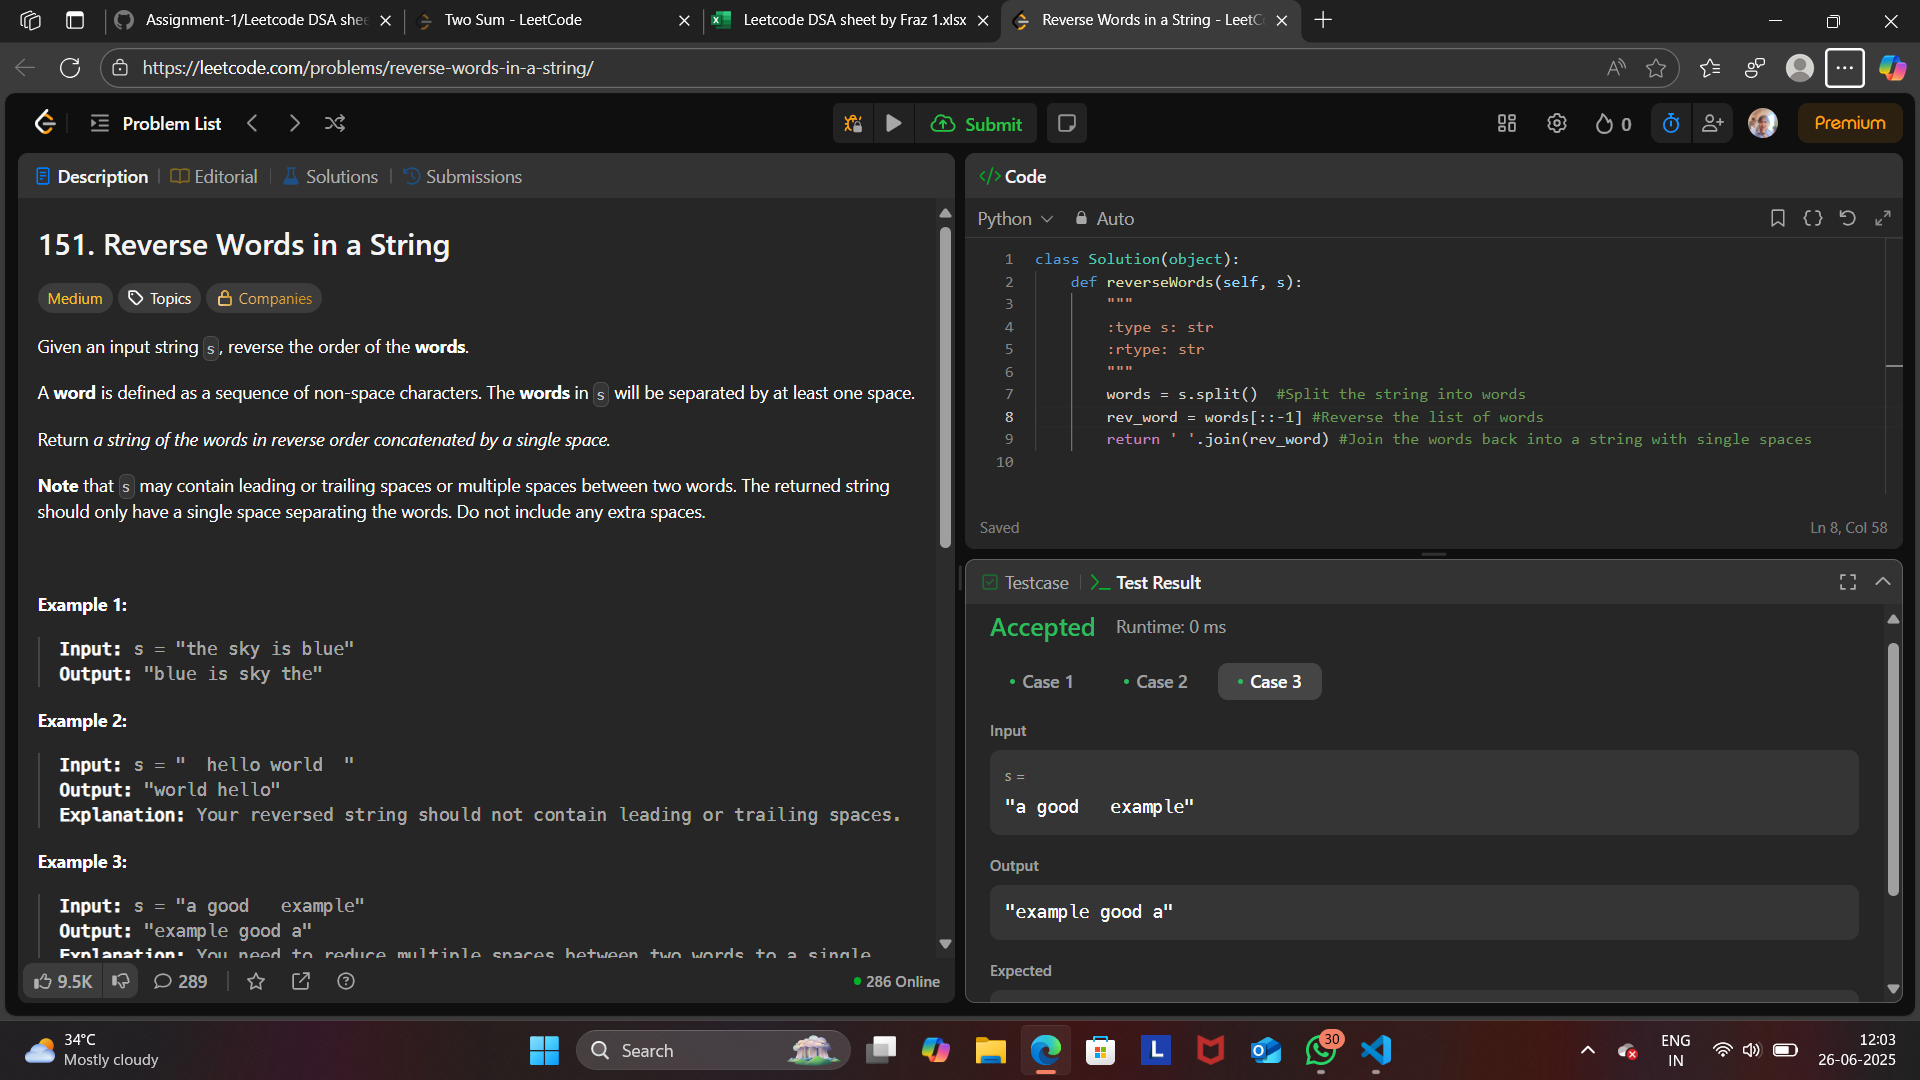 Assignment-1/Leetcode DSA shee
Two Sum - LeetCode
Leetcode DSA sheet by Fraz 1.xlsx
Reverse Words in a String - LeetC
https://leetcode.com/problems/reverse-words-in-a-string/
Problem List
Submit
0
Premium
Description
Editorial
Solutions
Submissions
151. Reverse Words in a String
Medium
Topics
Companies
Given an input string s, reverse the order of the words.
A word is defined as a sequence of non-space characters. The words in s will be separated by at least one space.
Return a string of the words in reverse order concatenated by a single space.
Note that s may contain leading or trailing spaces or multiple spaces between two words. The returned string
should only have a single space separating the words. Do not include any extra spaces.
Example 1:
Input: s = "the sky is blue"
Output: "blue is sky the"
Example 2:
Input: s = "  hello world  "
Output: "world hello"
Explanation: Your reversed string should not contain leading or trailing spaces.
Example 3:
Input: s = "a good   example"
Output: "example good a"
Explanation: You need to reduce multiple spaces between two words to a single
9.5K
289
286 Online
Code
Python
Auto
1 class Solution(object):
2     def reverseWords(self, s):
3         """
4         :type s: str
5         :rtype: str
6         """
7         words = s.split()  #Split the string into words
8         rev_word = words[::-1] #Reverse the list of words
9         return ' '.join(rev_word) #Join the words back into a string with single spaces
10
Saved
Ln 8, Col 58
Testcase
Test Result
Accepted
Runtime: 0 ms
Case 1
Case 2
Case 3
Input
s =
"a good   example"
Output
"example good a"
Expected
34°C
Mostly cloudy
Search
L
30
ENG
IN
12:03
26-06-2025